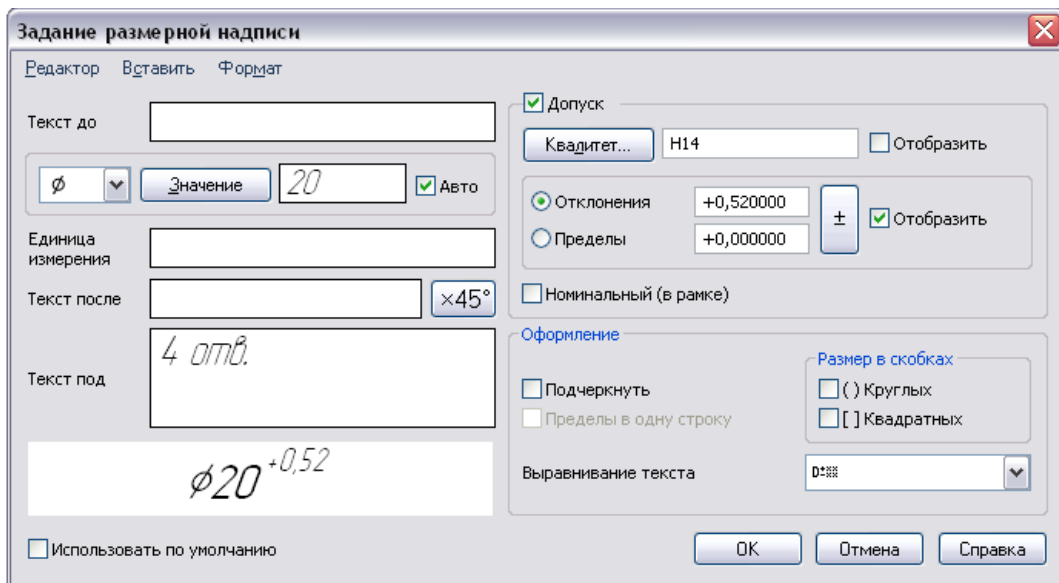 Задание размерной надписи
Редактор Вставить Формат
Текст до
ø Значение 20 Авто
Единица
измерения
Текст после ×45°
Текст под
4 отв.
ø20 +0,52
Использовать по умолчанию
Допуск
Квалитет... H14 Отобразить
Отклонения +0,520000
Пределы +0,000000
± Отобразить
Номинальный (в рамке)
Оформление
Подчеркнуть
Пределы в одну строку
Размер в скобках
( ) Круглых
[ ] Квадратных
Выравнивание текста
OK Отмена Справка